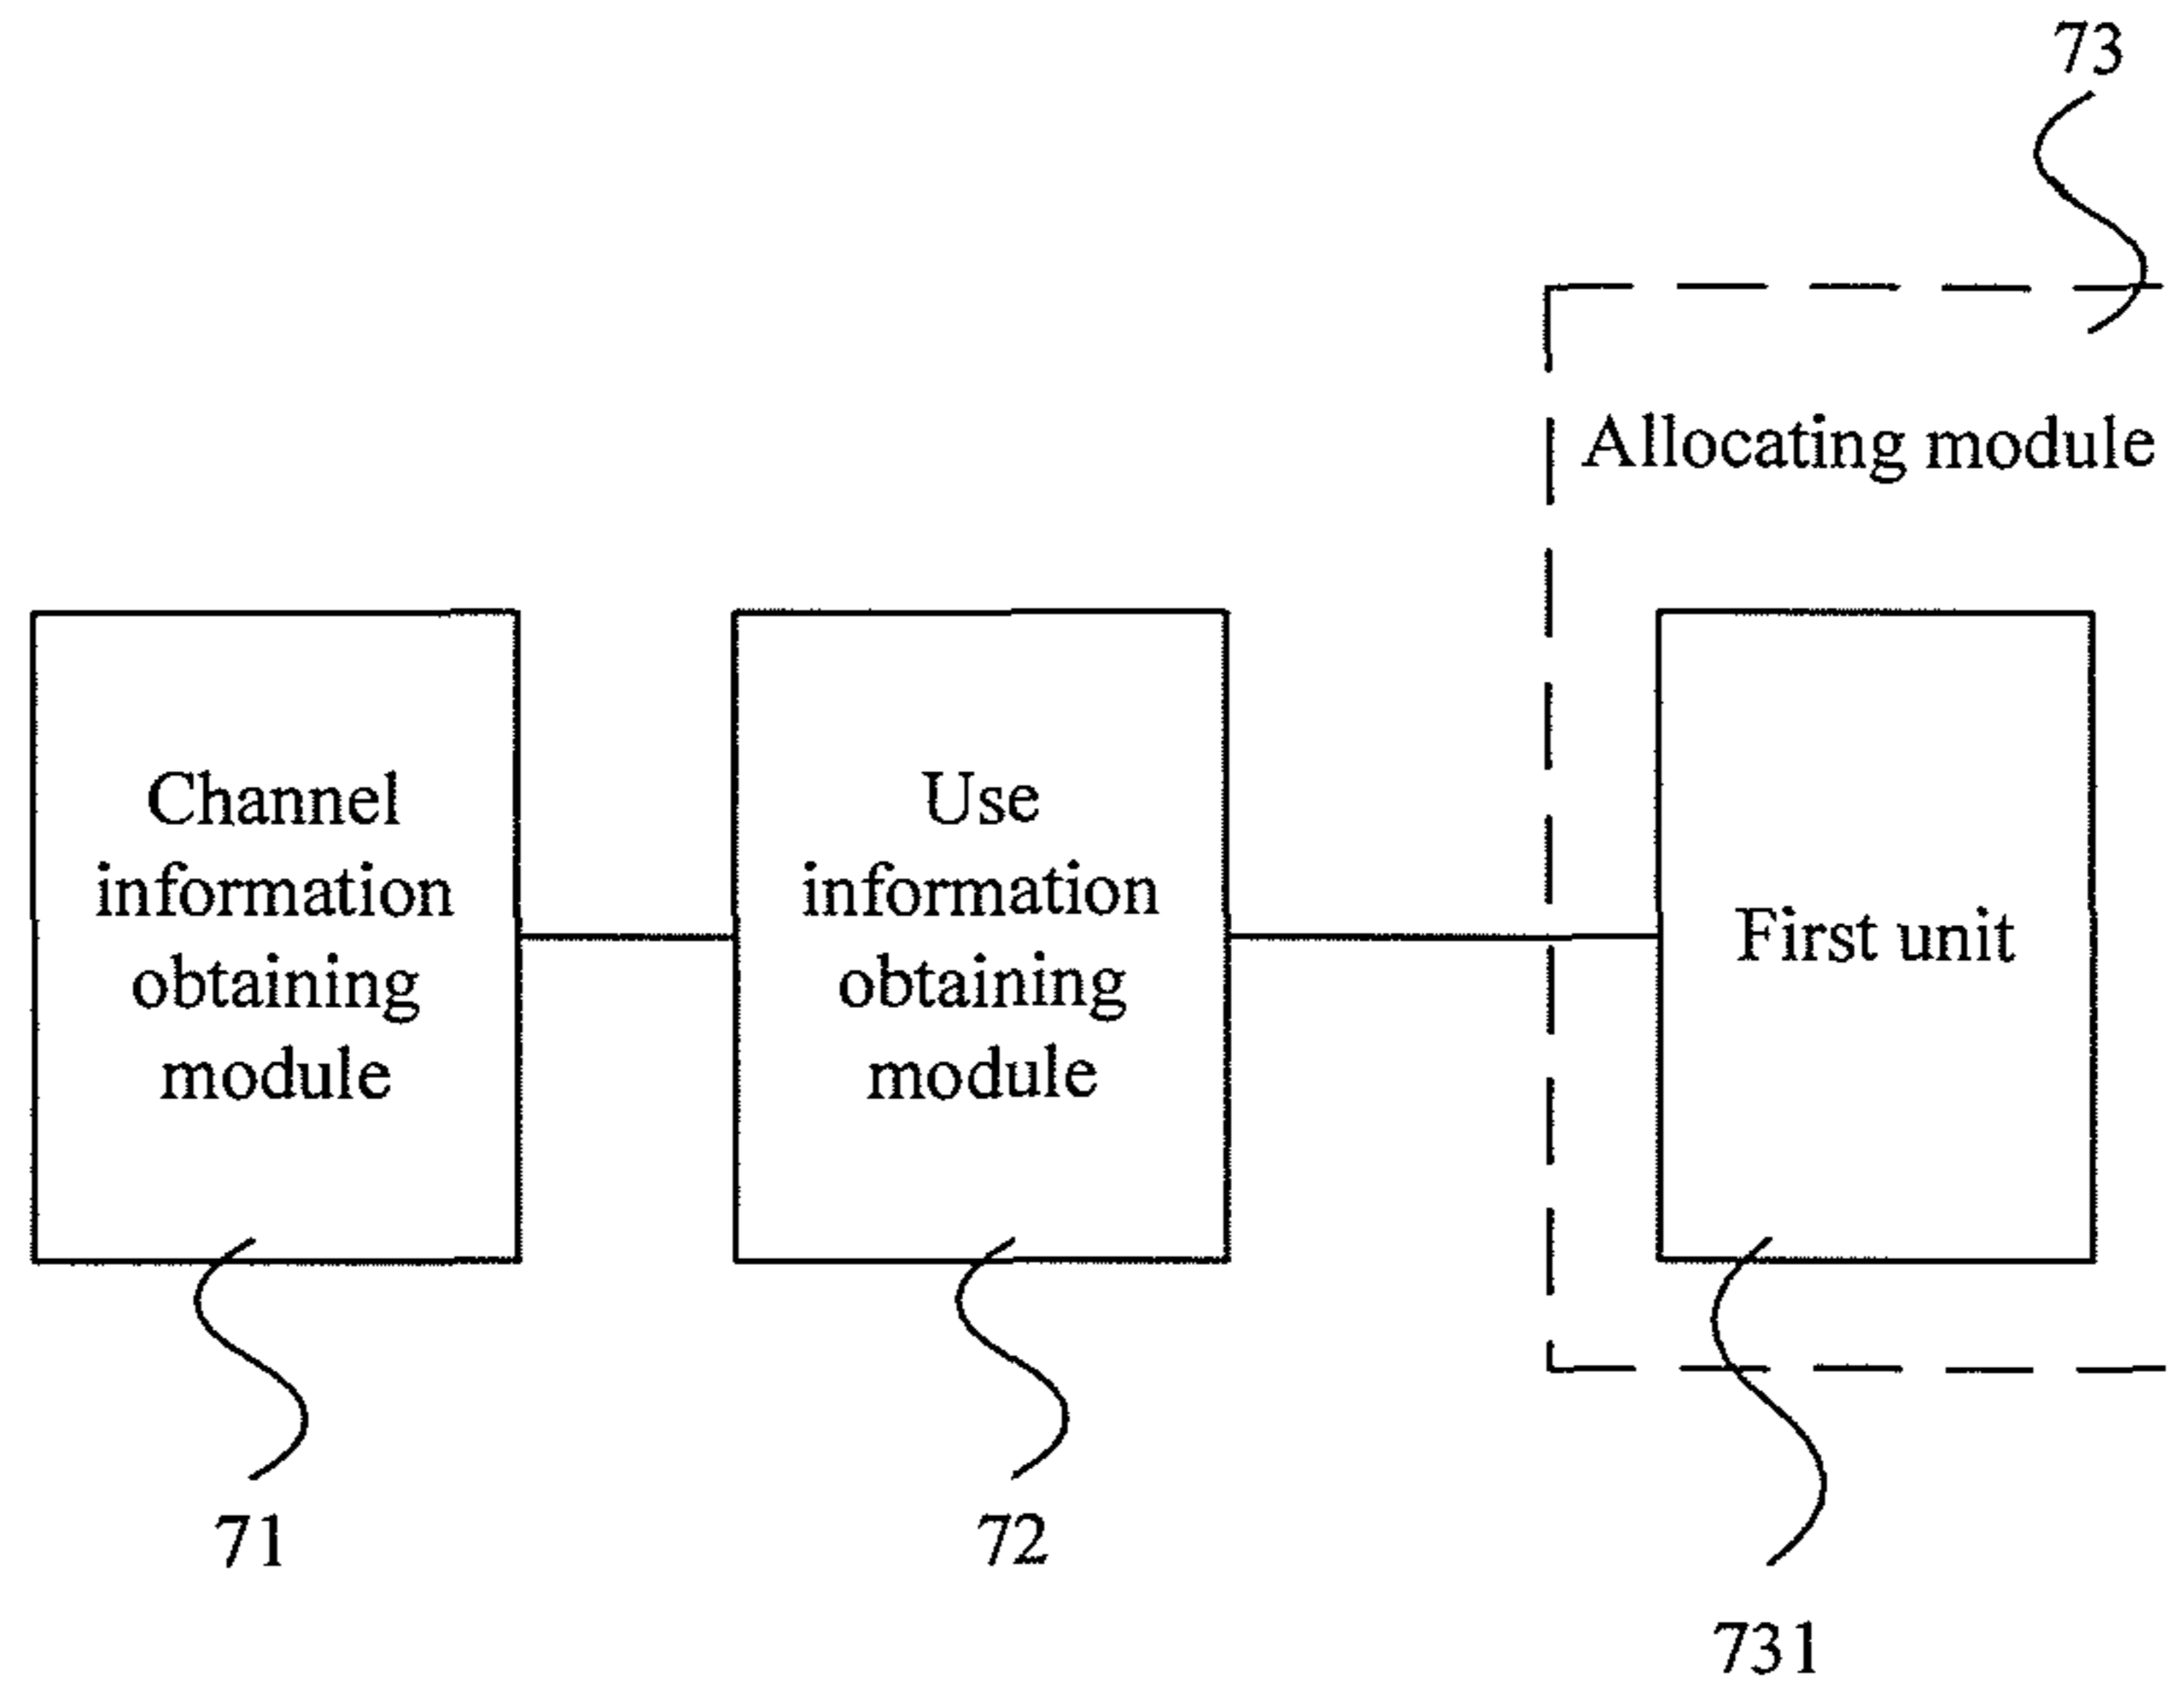 73
Allocating module
Channel
information
obtaining
module
Use
information
obtaining
module
First unit
71
72
731